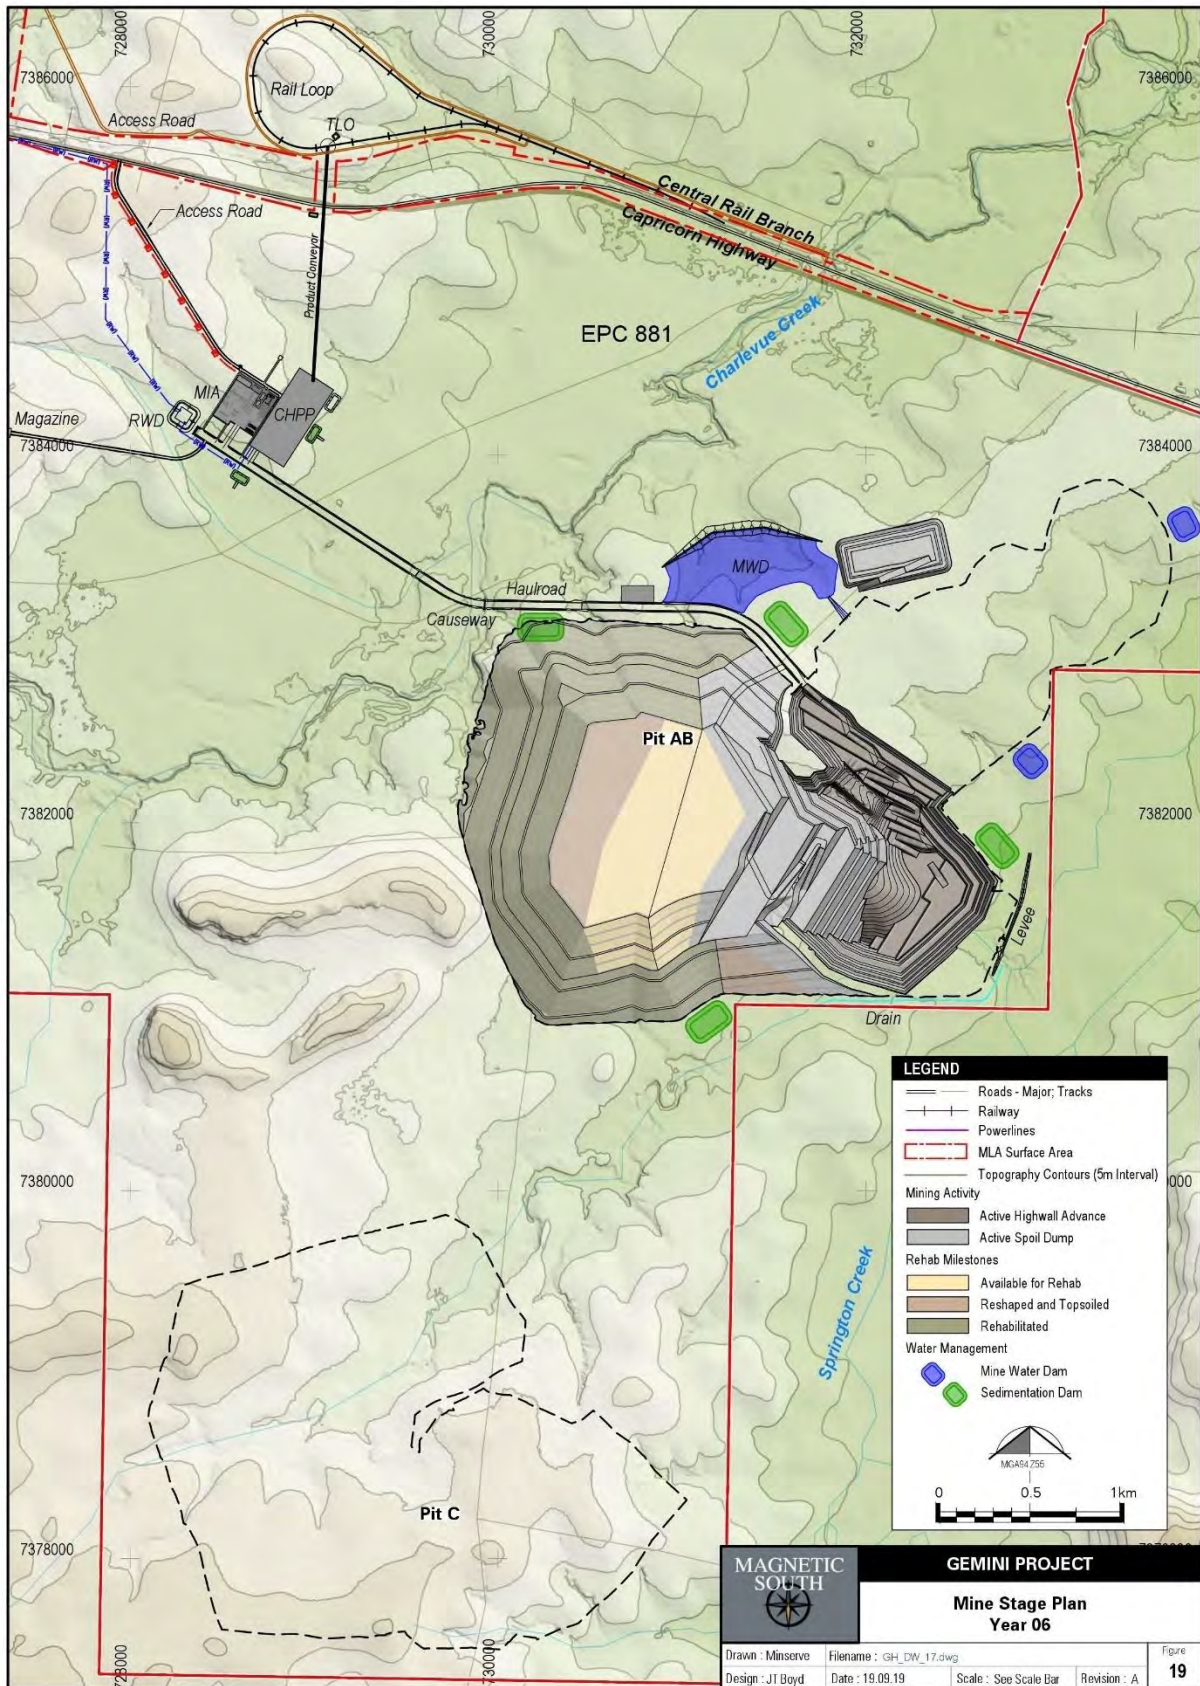 728000
730000
732000
7386000
7386000
Rail Loop
TLO
Access Road
Access Road
Product Conveyor
Central Rail Branch
Capricorn Highway
EPC 881
Charlevue Creek
MIA
CHPP
RWD
Magazine
7384000
7384000
MWD
Haulroad
Causeway
Pit AB
7382000
7382000
Levee
Drain
LEGEND
Roads - Major; Tracks
Railway
Powerlines
MLA Surface Area
Topography Contours (5m Interval)
Mining Activity
Active Highwall Advance
Active Spoil Dump
Rehab Milestones
Available for Rehab
Reshaped and Topsoiled
Rehabilitated
Water Management
Mine Water Dam
Sedimentation Dam
MGA94 Z55
0 0.5 1km
7380000
Springton Creek
Pit C
7378000
728000
730000
MAGNETIC
SOUTH
GEMINI PROJECT
Mine Stage Plan
Year 06
Drawn : Minserve Filename : GH_DW_17.dwg
Design : JT Boyd Date : 19.09.19 Scale : See Scale Bar Revision : A
Figure
19